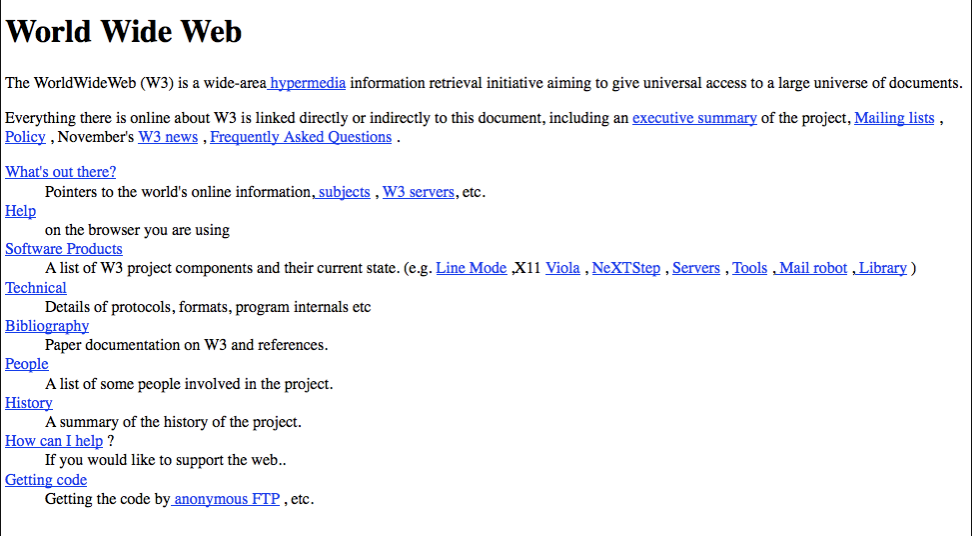 World Wide Web
The WorldWideWeb (W3) is a wide-area hypermedia information retrieval initiative aiming to give universal access to a large universe of documents.
Everything there is online about W3 is linked directly or indirectly to this document, including an executive summary of the project, Mailing lists ,
Policy , November's W3 news , Frequently Asked Questions .
What's out there?
Pointers to the world's online information, subjects , W3 servers, etc.
Help
on the browser you are using
Software Products
A list of W3 project components and their current state. (e.g. Line Mode ,X11 Viola , NeXTStep , Servers , Tools , Mail robot , Library )
Technical
Details of protocols, formats, program internals etc
Bibliography
Paper documentation on W3 and references.
People
A list of some people involved in the project.
History
A summary of the history of the project.
How can I help ?
If you would like to support the web..
Getting code
Getting the code by anonymous FTP , etc.